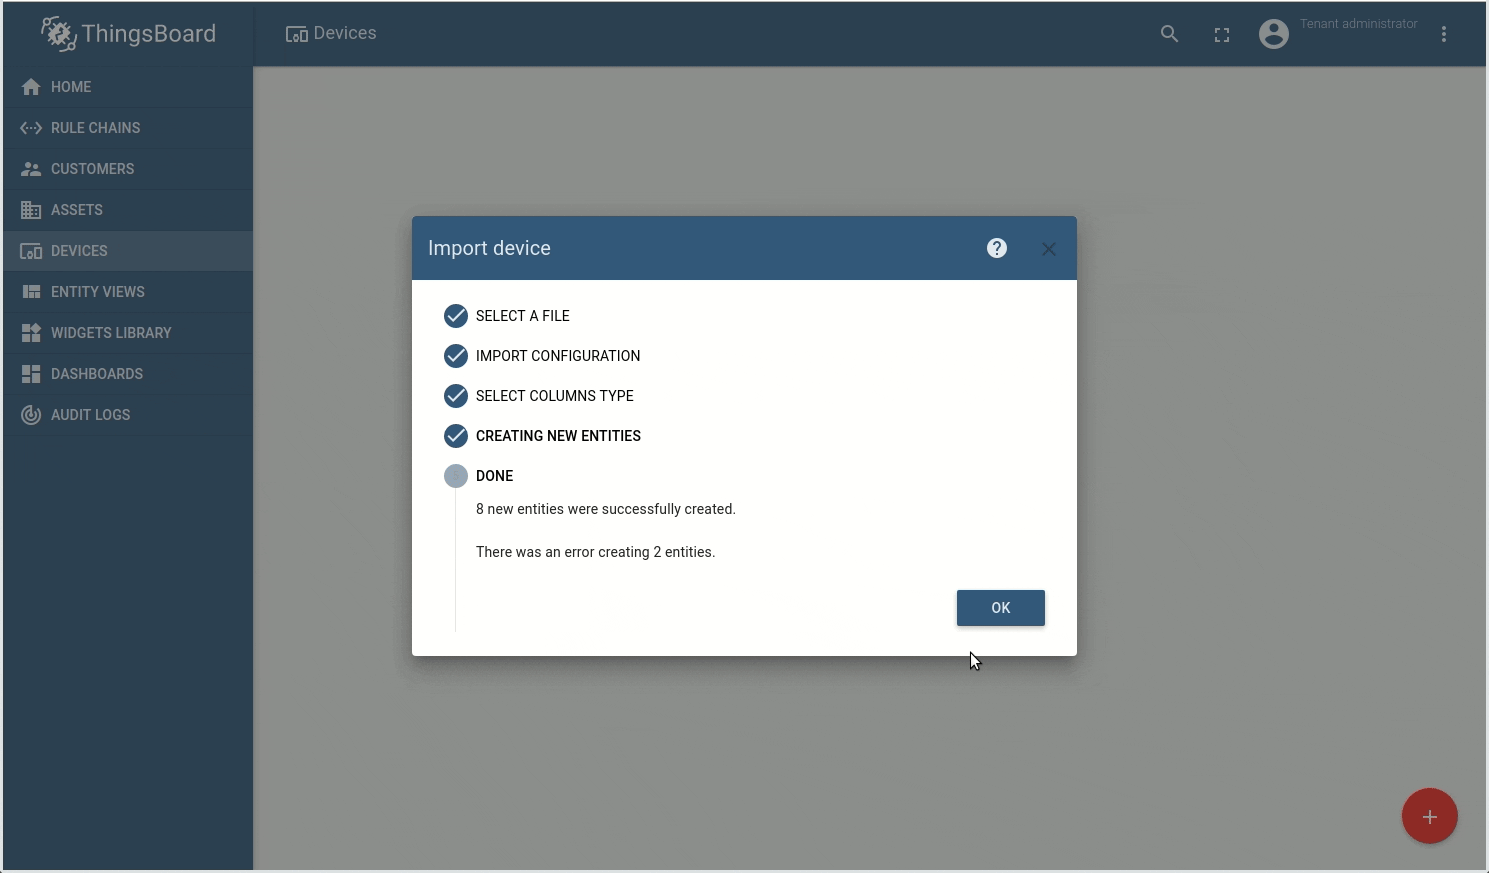 ThingsBoard
Devices
Tenant administrator
HOME
RULE CHAINS
CUSTOMERS
ASSETS
DEVICES
ENTITY VIEWS
WIDGETS LIBRARY
DASHBOARDS
AUDIT LOGS
Import device
SELECT A FILE
IMPORT CONFIGURATION
SELECT COLUMNS TYPE
CREATING NEW ENTITIES
DONE
8 new entities were successfully created.
There was an error creating 2 entities.
OK